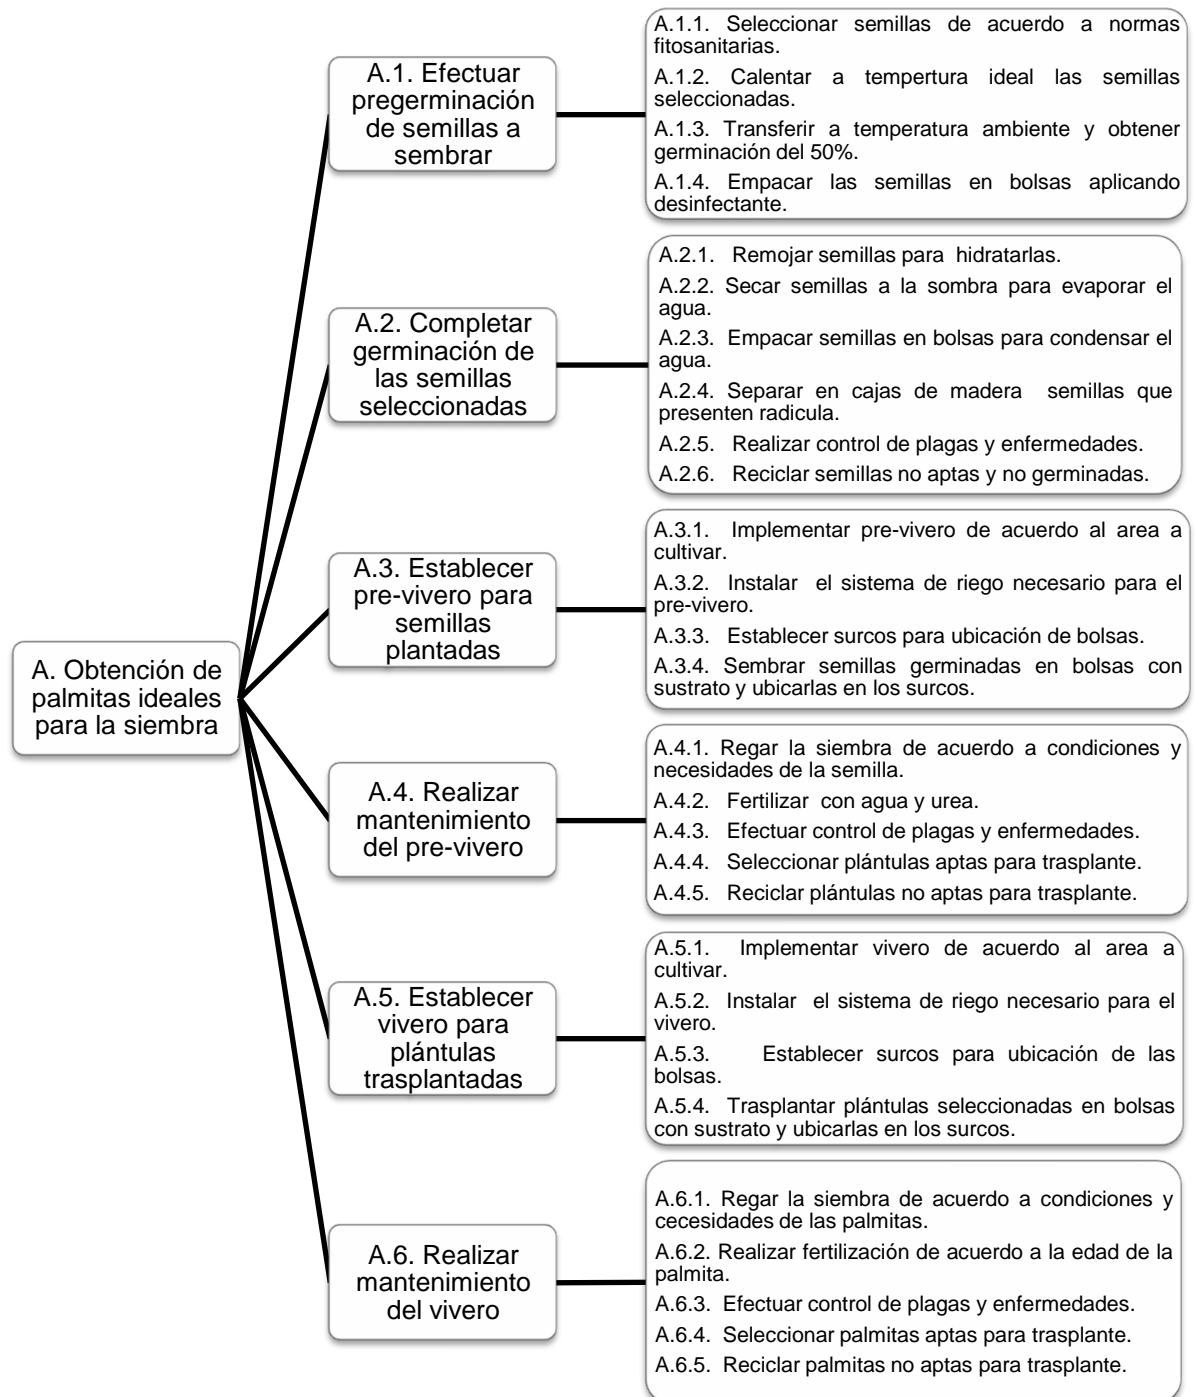 A. Obtención de
palmitas ideales
para la siembra
A.1. Efectuar
pregerminación
de semillas a
sembrar
A.1.1. Seleccionar semillas de acuerdo a normas
fitosanitarias.
A.1.2. Calentar a tempertura ideal las semillas
seleccionadas.
A.1.3. Transferir a temperatura ambiente y obtener
germinación del 50%.
A.1.4. Empacar las semillas en bolsas aplicando
desinfectante.
A.2. Completar
germinación de
las semillas
seleccionadas
A.2.1. Remojar semillas para hidratarlas.
A.2.2. Secar semillas a la sombra para evaporar el
agua.
A.2.3. Empacar semillas en bolsas para condensar el
agua.
A.2.4. Separar en cajas de madera semillas que
presenten radicula.
A.2.5. Realizar control de plagas y enfermedades.
A.2.6. Reciclar semillas no aptas y no germinadas.
A.3. Establecer
pre-vivero para
semillas
plantadas
A.3.1. Implementar pre-vivero de acuerdo al area a
cultivar.
A.3.2. Instalar el sistema de riego necesario para el
pre-vivero.
A.3.3. Establecer surcos para ubicación de bolsas.
A.3.4. Sembrar semillas germinadas en bolsas con
sustrato y ubicarlas en los surcos.
A.4. Realizar
mantenimiento
del pre-vivero
A.4.1. Regar la siembra de acuerdo a condiciones y
necesidades de la semilla.
A.4.2. Fertilizar con agua y urea.
A.4.3. Efectuar control de plagas y enfermedades.
A.4.4. Seleccionar plántulas aptas para trasplante.
A.4.5. Reciclar plántulas no aptas para trasplante.
A.5. Establecer
vivero para
plántulas
trasplantadas
A.5.1. Implementar vivero de acuerdo al area a
cultivar.
A.5.2. Instalar el sistema de riego necesario para el
vivero.
A.5.3. Establecer surcos para ubicación de las
bolsas.
A.5.4. Trasplantar plántulas seleccionadas en bolsas
con sustrato y ubicarlas en los surcos.
A.6. Realizar
mantenimiento
del vivero
A.6.1. Regar la siembra de acuerdo a condiciones y
cecesidades de las palmitas.
A.6.2. Realizar fertilización de acuerdo a la edad de la
palmita.
A.6.3. Efectuar control de plagas y enfermedades.
A.6.4. Seleccionar palmitas aptas para trasplante.
A.6.5. Reciclar palmitas no aptas para trasplante.